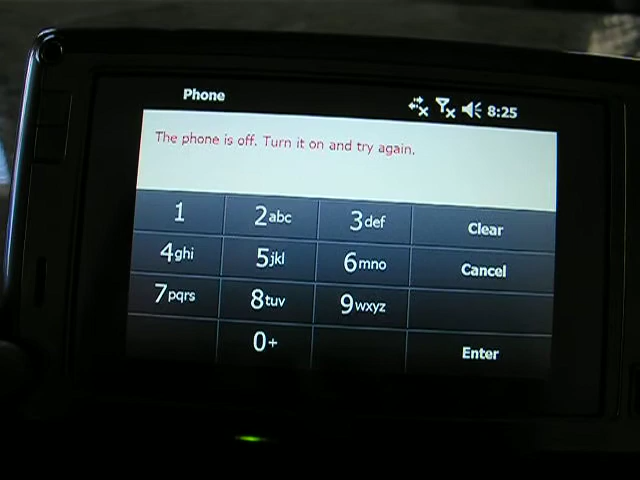 Phone 8:25
The phone is off. Turn it on and try again.
1 2abc 3def Clear
4ghi 5jkl 6mno Cancel
7pqrs 8tuv 9wxyz
0+ Enter